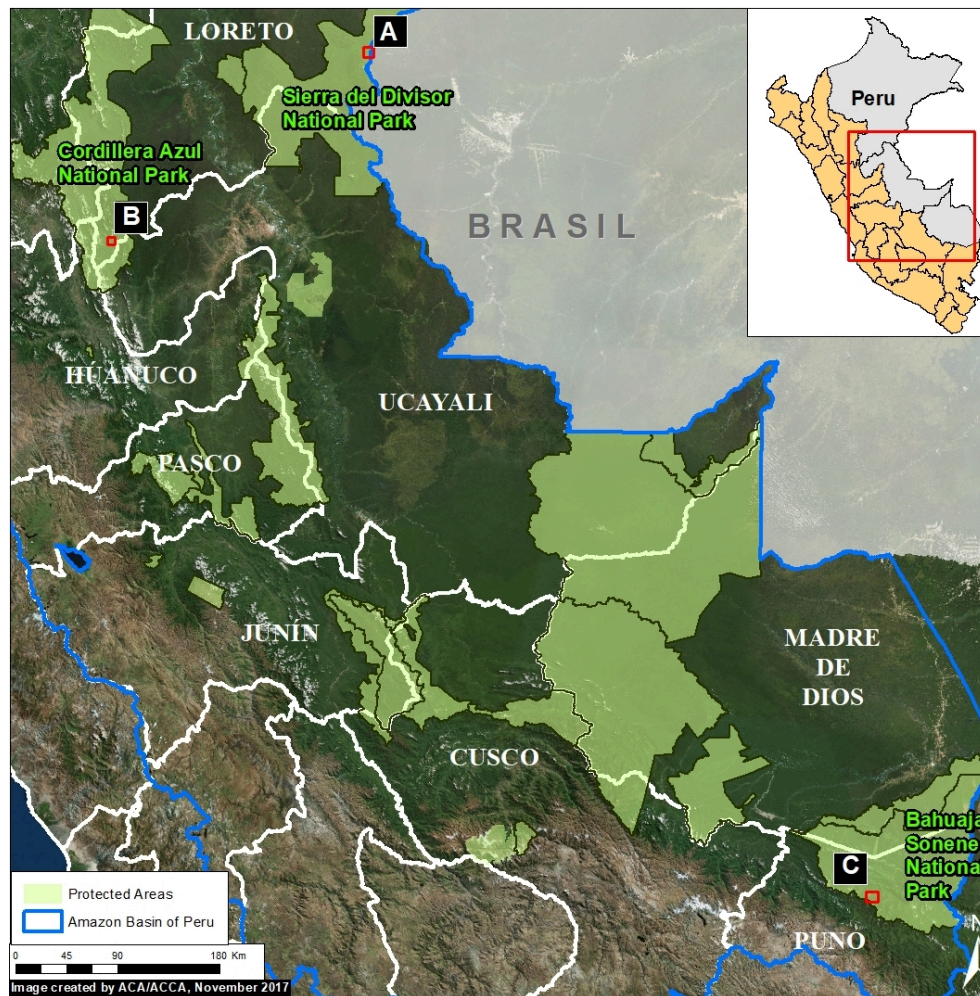 LORETO
A
Peru
Sierra del Divisor
National Park
Cordillera Azul
National Park
B
BRASIL
HUANUCO
UCAYALI
PASCO
JUNÍN
MADRE
DE
DIOS
CUSCO
Bahuaja
Sonene
National
Park
C
PUNO
Protected Areas
Amazon Basin of Peru
0 45 90 180 Km
Image created by ACA/ACCA, November 2017